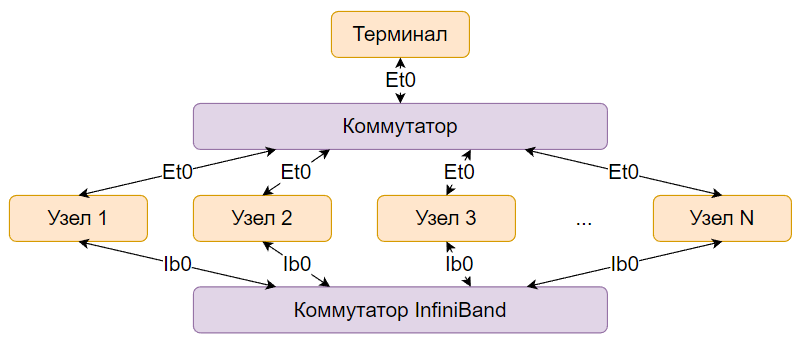 Терминал
Et0
Коммутатор
Et0
Et0
Et0
Et0
Узел 1
Узел 2
Узел 3
...
Узел N
Ib0
Ib0
Ib0
Ib0
Коммутатор InfiniBand